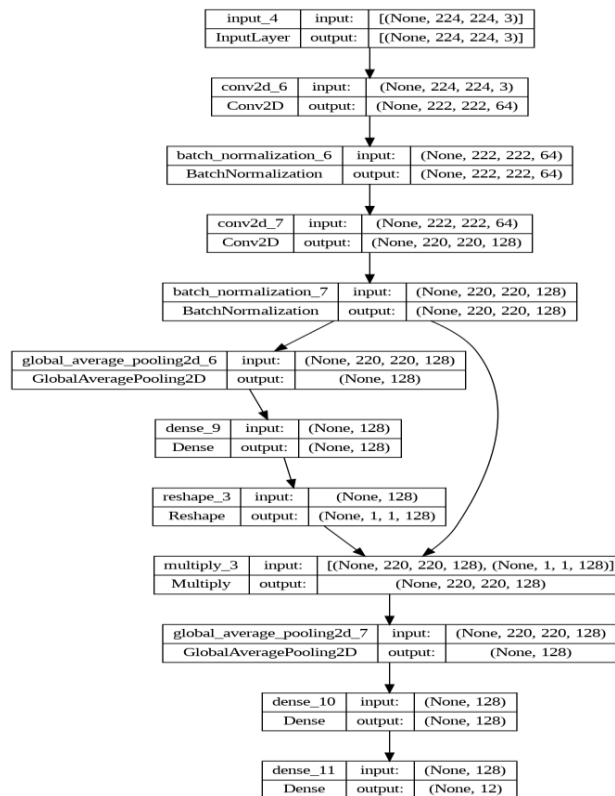 input_4 input: [(None, 224, 224, 3)]
InputLayer output: [(None, 224, 224, 3)]
conv2d_6 input: (None, 224, 224, 3)
Conv2D output: (None, 222, 222, 64)
batch_normalization_6 input: (None, 222, 222, 64)
BatchNormalization output: (None, 222, 222, 64)
conv2d_7 input: (None, 222, 222, 64)
Conv2D output: (None, 220, 220, 128)
batch_normalization_7 input: (None, 220, 220, 128)
BatchNormalization output: (None, 220, 220, 128)
global_average_pooling2d_6 input: (None, 220, 220, 128)
GlobalAveragePooling2D output: (None, 128)
dense_9 input: (None, 128)
Dense output: (None, 128)
reshape_3 input: (None, 128)
Reshape output: (None, 1, 1, 128)
multiply_3 input: [(None, 220, 220, 128), (None, 1, 1, 128)]
Multiply output: (None, 220, 220, 128)
global_average_pooling2d_7 input: (None, 220, 220, 128)
GlobalAveragePooling2D output: (None, 128)
dense_10 input: (None, 128)
Dense output: (None, 128)
dense_11 input: (None, 128)
Dense output: (None, 12)